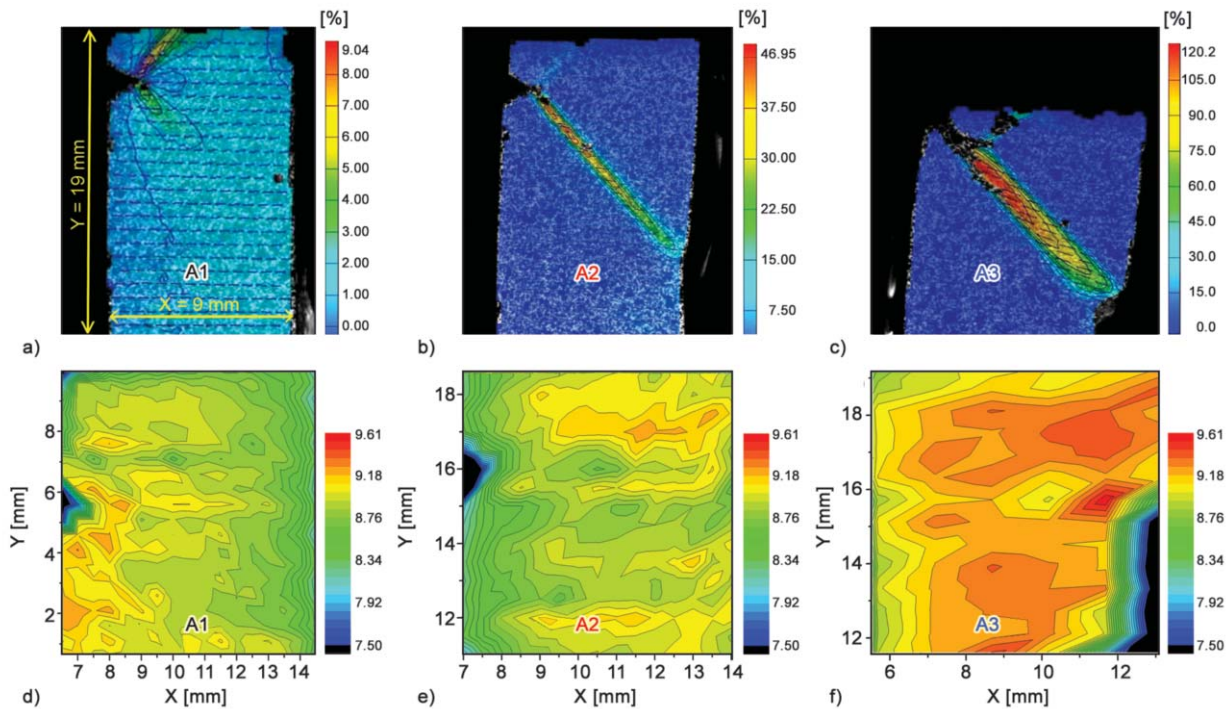 [%]
9.04
8.00
7.00
6.00
5.00
4.00
3.00
2.00
1.00
0.00
Y = 19 mm
A1
X = 9 mm
a)
[%]
46.95
37.50
30.00
22.50
15.00
7.50
A2
b)
[%]
120.2
105.0
90.0
75.0
60.0
45.0
30.0
15.0
0.0
A3
c)
Y [mm]
8
6
4
2
A1
7 8 9 10 11 12 13 14
X [mm]
9.61
9.18
8.76
8.34
7.92
7.50
d)
Y [mm]
18
16
14
12
A2
7 8 9 10 11 12 13 14
X [mm]
9.61
9.18
8.76
8.34
7.92
7.50
e)
Y [mm]
18
16
14
12
A3
6 8 10 12
X [mm]
9.61
9.18
8.76
8.34
7.92
7.50
f)